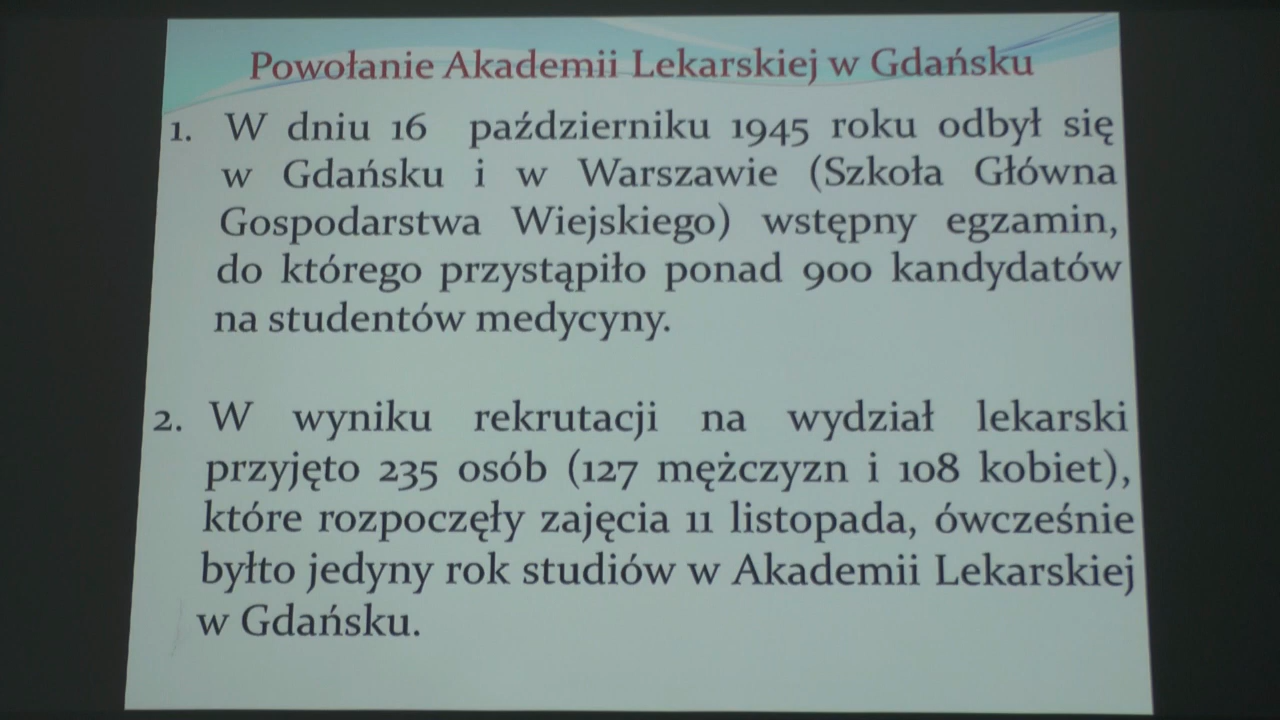 Powołanie Akademii Lekarskiej w Gdańsku
1. W dniu 16 październiku 1945 roku odbył się
w Gdańsku i w Warszawie (Szkoła Główna
Gospodarstwa Wiejskiego) wstępny egzamin,
do którego przystąpiło ponad 900 kandydatów
na studentów medycyny.
2. W wyniku rekrutacji na wydział lekarski
przyjęto 235 osób (127 mężczyzn i 108 kobiet),
które rozpoczęły zajęcia 11 listopada, ówcześnie
byłto jedyny rok studiów w Akademii Lekarskiej
w Gdańsku.